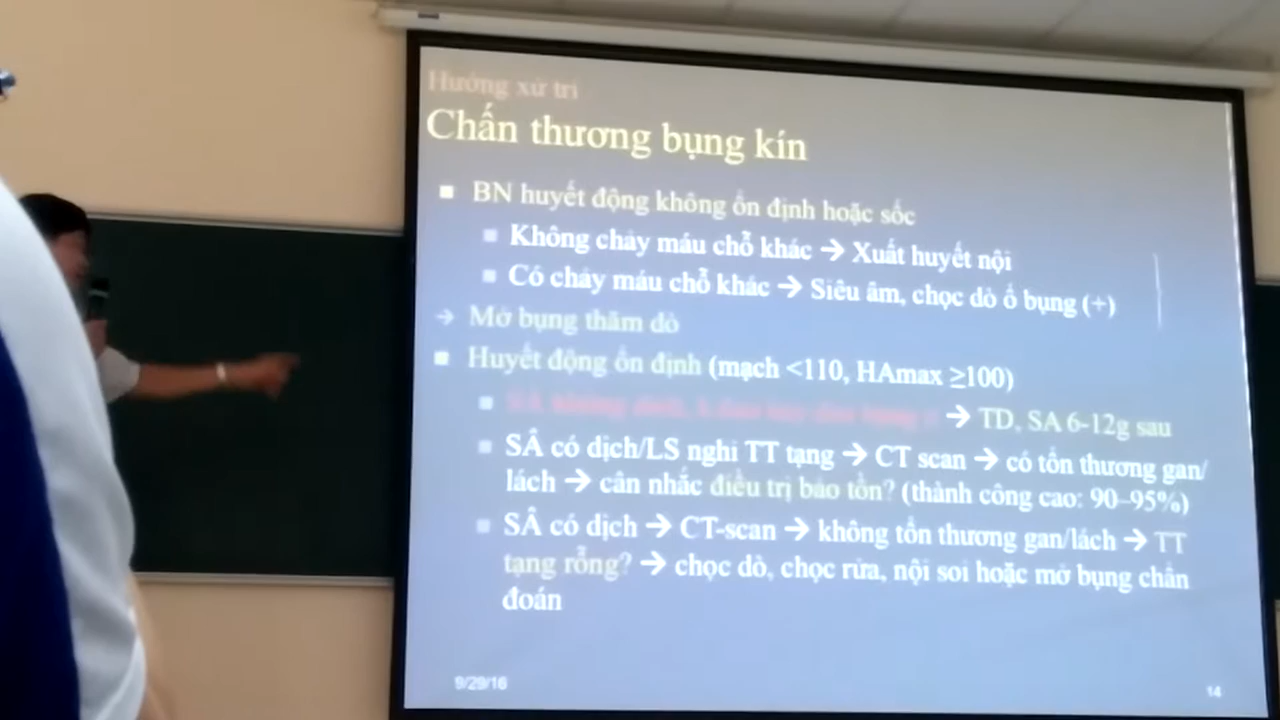 Hướng xử trí
Chấn thương bụng kín
BN huyết động không ổn định hoặc sốc
Không chảy máu chỗ khác → Xuất huyết nội
Có chảy máu chỗ khác → Siêu âm, chọc dò ổ bụng (+)
→ Mở bụng thăm dò
Huyết động ổn định (mạch <110, HAmax ≥100)
→ TD, SA 6-12g sau
SÂ có dịch/LS nghi TT tạng → CT scan → có tổn thương gan/
lách → cân nhắc điều trị bảo tồn? (thành công cao: 90-95%)
SÂ có dịch → CT-scan → không tổn thương gan/lách → TT
tạng rỗng? → chọc dò, chọc rửa, nội soi hoặc mở bụng chẩn
đoán
9/29/16
14